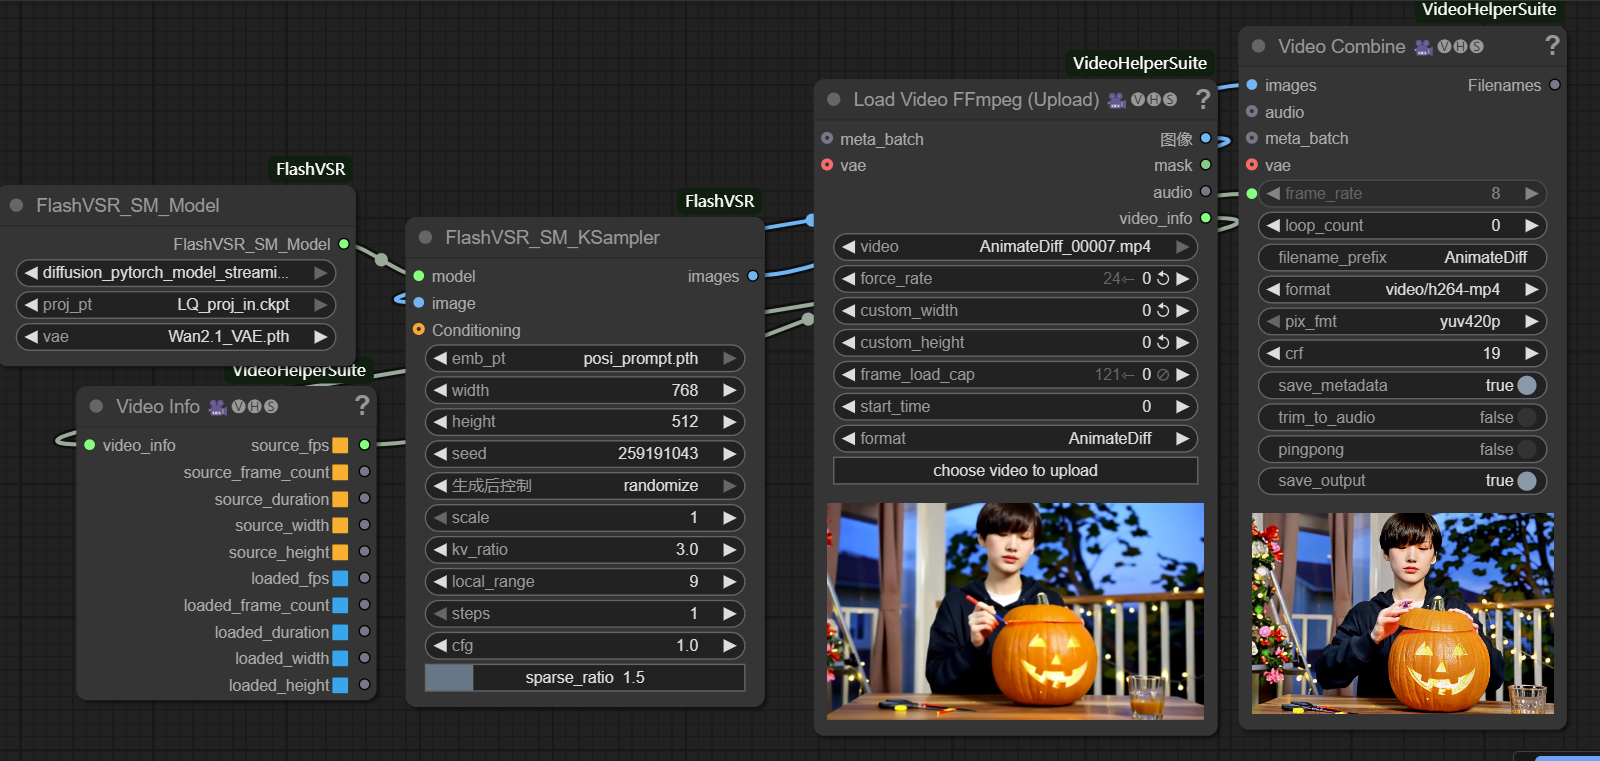 FlashVSR
FlashVSR_SM_Model
FlashVSR_SM_Model
diffusion_pytorch_model_streami...
proj_pt LQ_proj_in.ckpt
vae Wan2.1_VAE.pth
VideoHelperSuite
Video Info VHS ?
video_info source_fps
source_frame_count
source_duration
source_width
source_height
loaded_fps
loaded_frame_count
loaded_duration
loaded_width
loaded_height
FlashVSR
FlashVSR_SM_KSampler
model images
image
Conditioning
emb_pt posi_prompt.pth
width 768
height 512
seed 259191043
生成后控制 randomize
scale 1
kv_ratio 3.0
local_range 9
steps 1
cfg 1.0
sparse_ratio 1.5
VideoHelperSuite
Load Video FFmpeg (Upload) VHS ?
meta_batch 图像
vae mask
audio
video_info
video AnimateDiff_00007.mp4
force_rate 24← 0
custom_width 0
custom_height 0
frame_load_cap 121← 0
start_time 0
format AnimateDiff
choose video to upload
VideoHelperSuite
Video Combine VHS ?
images Filenames
audio
meta_batch
vae
frame_rate 8
loop_count 0
filename_prefix AnimateDiff
format video/h264-mp4
pix_fmt yuv420p
crf 19
save_metadata true
trim_to_audio false
pingpong false
save_output true